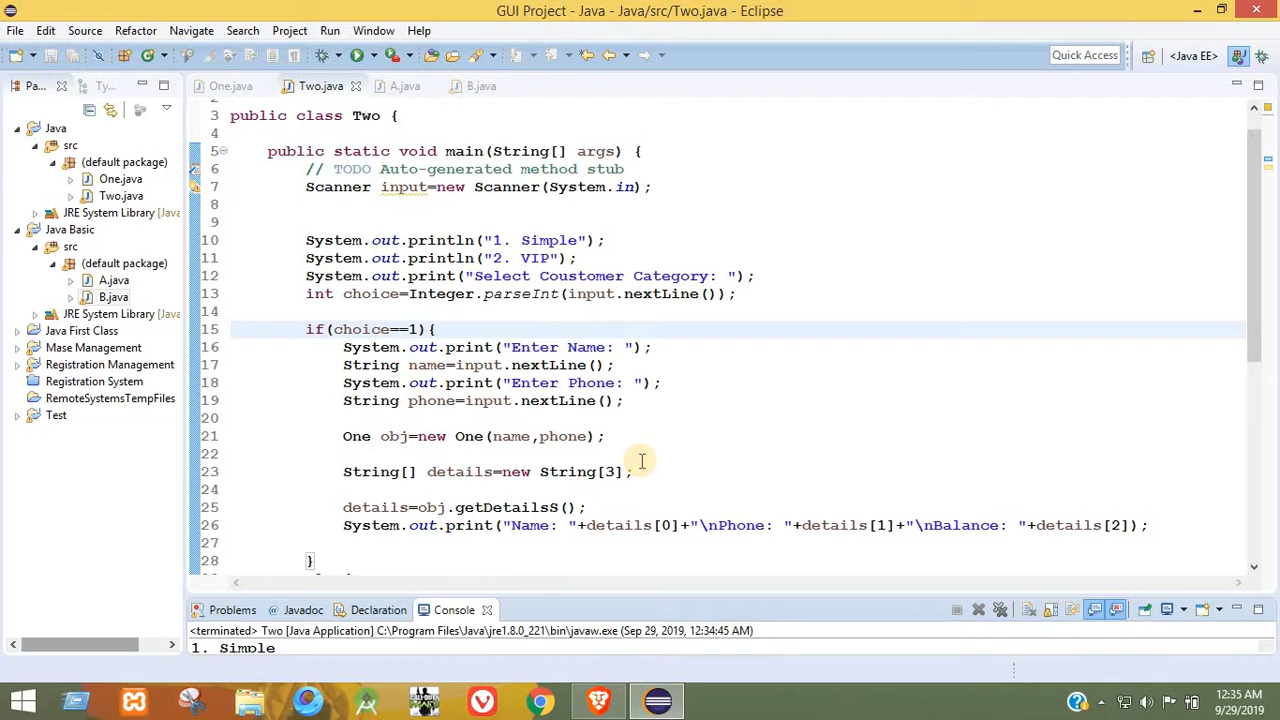 GUI Project - Java - Java/src/Two.java - Eclipse
File Edit Source Refactor Navigate Search Project Run Window Help
Quick Access <Java EE>
Pa... Ty... One.java Two.java A.java B.java
Java
src
(default package)
One.java
Two.java
JRE System Library [Java
Java Basic
src
(default package)
A.java
B.java
JRE System Library [Java
Java First Class
Mase Management
Registration Management
Registration System
RemoteSystemsTempFiles
Test
3 public class Two {
4
5 public static void main(String[] args) {
6 // TODO Auto-generated method stub
7 Scanner input=new Scanner(System.in);
8
9
10 System.out.println("1. Simple");
11 System.out.println("2. VIP");
12 System.out.print("Select Coustomer Category: ");
13 int choice=Integer.parseInt(input.nextLine());
14
15 if(choice==1){
16 System.out.print("Enter Name: ");
17 String name=input.nextLine();
18 System.out.print("Enter Phone: ");
19 String phone=input.nextLine();
20
21 One obj=new One(name,phone);
22
23 String[] details=new String[3];
24
25 details=obj.getDetailsS();
26 System.out.print("Name: "+details[0]+"\nPhone: "+details[1]+"\nBalance: "+details[2]);
27
28 }
Problems Javadoc Declaration Console
<terminated> Two [Java Application] C:\Program Files\Java\jre1.8.0_221\bin\javaw.exe (Sep 29, 2019, 12:34:45 AM)
1. Simple
12:35 AM
9/29/2019